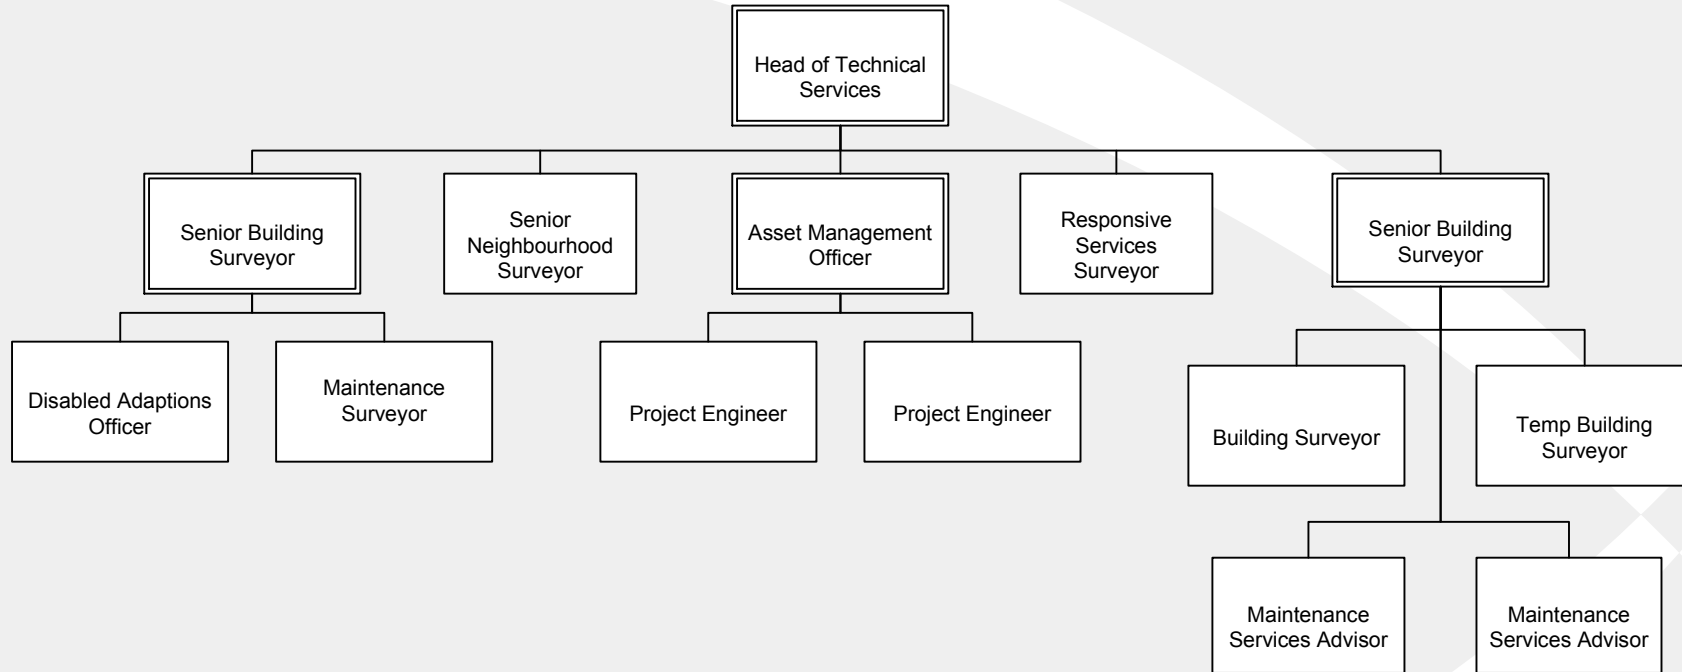 Head of Technical
Services
Senior Building
Surveyor
Senior
Neighbourhood
Surveyor
Asset Management
Officer
Responsive
Services
Surveyor
Senior Building
Surveyor
Disabled Adaptions
Officer
Maintenance
Surveyor
Project Engineer
Project Engineer
Building Surveyor
Temp Building
Surveyor
Maintenance
Services Advisor
Maintenance
Services Advisor